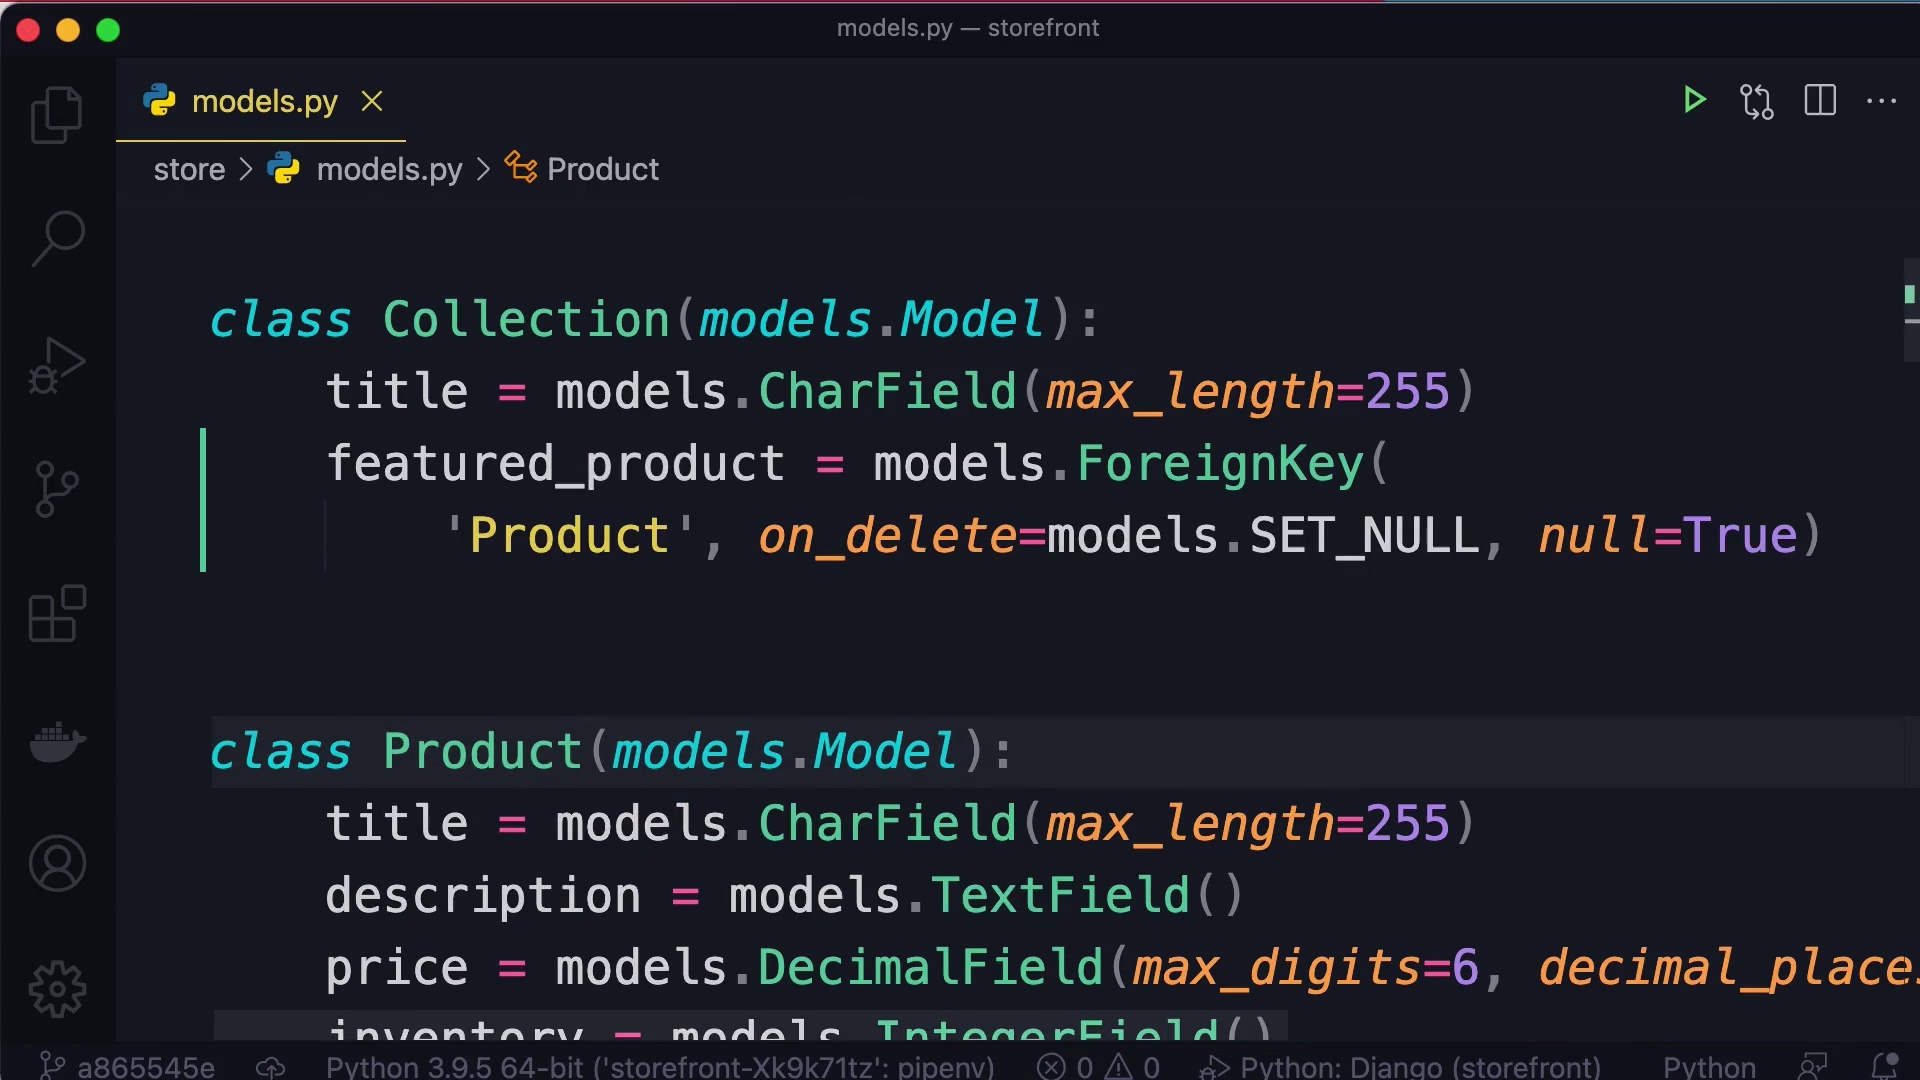 models.py — storefront
models.py
store > models.py > Product
class Collection(models.Model):
title = models.CharField(max_length=255)
featured_product = models.ForeignKey(
'Product', on_delete=models.SET_NULL, null=True)
class Product(models.Model):
title = models.CharField(max_length=255)
description = models.TextField()
price = models.DecimalField(max_digits=6, decimal_places
inventory = models.IntegerField()
a865545e Python 3.9.5 64-bit ('storefront-Xk9k71tz': pipenv) 0 0 Python: Django (storefront) Python